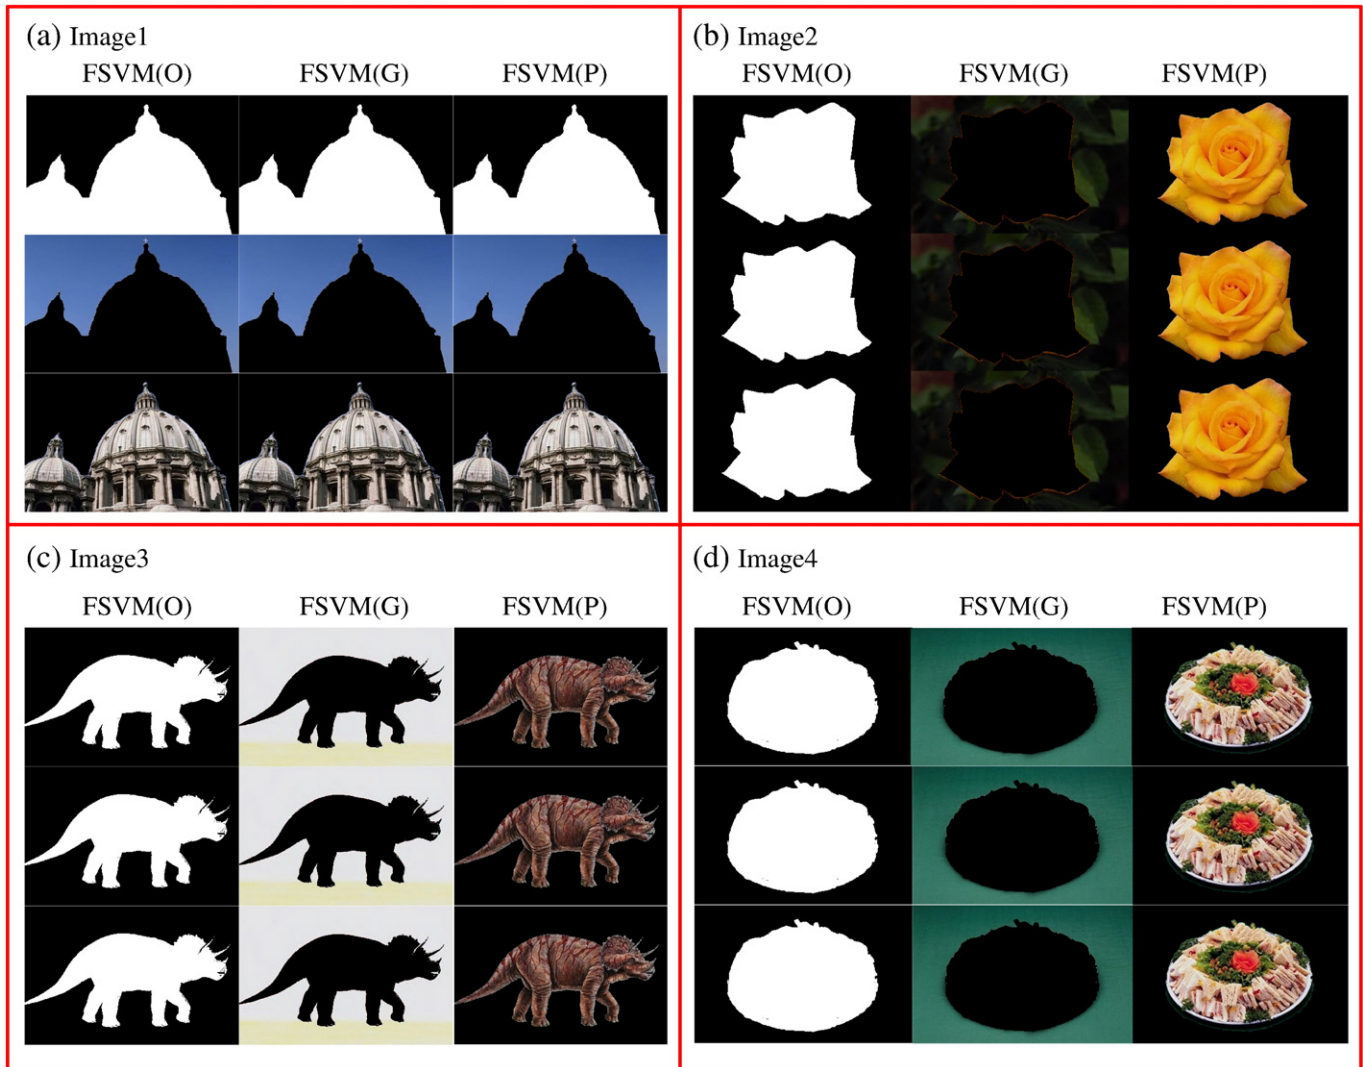 (a) Image1
FSVM(O) FSVM(G) FSVM(P)
(b) Image2
FSVM(O) FSVM(G) FSVM(P)
(c) Image3
FSVM(O) FSVM(G) FSVM(P)
(d) Image4
FSVM(O) FSVM(G) FSVM(P)